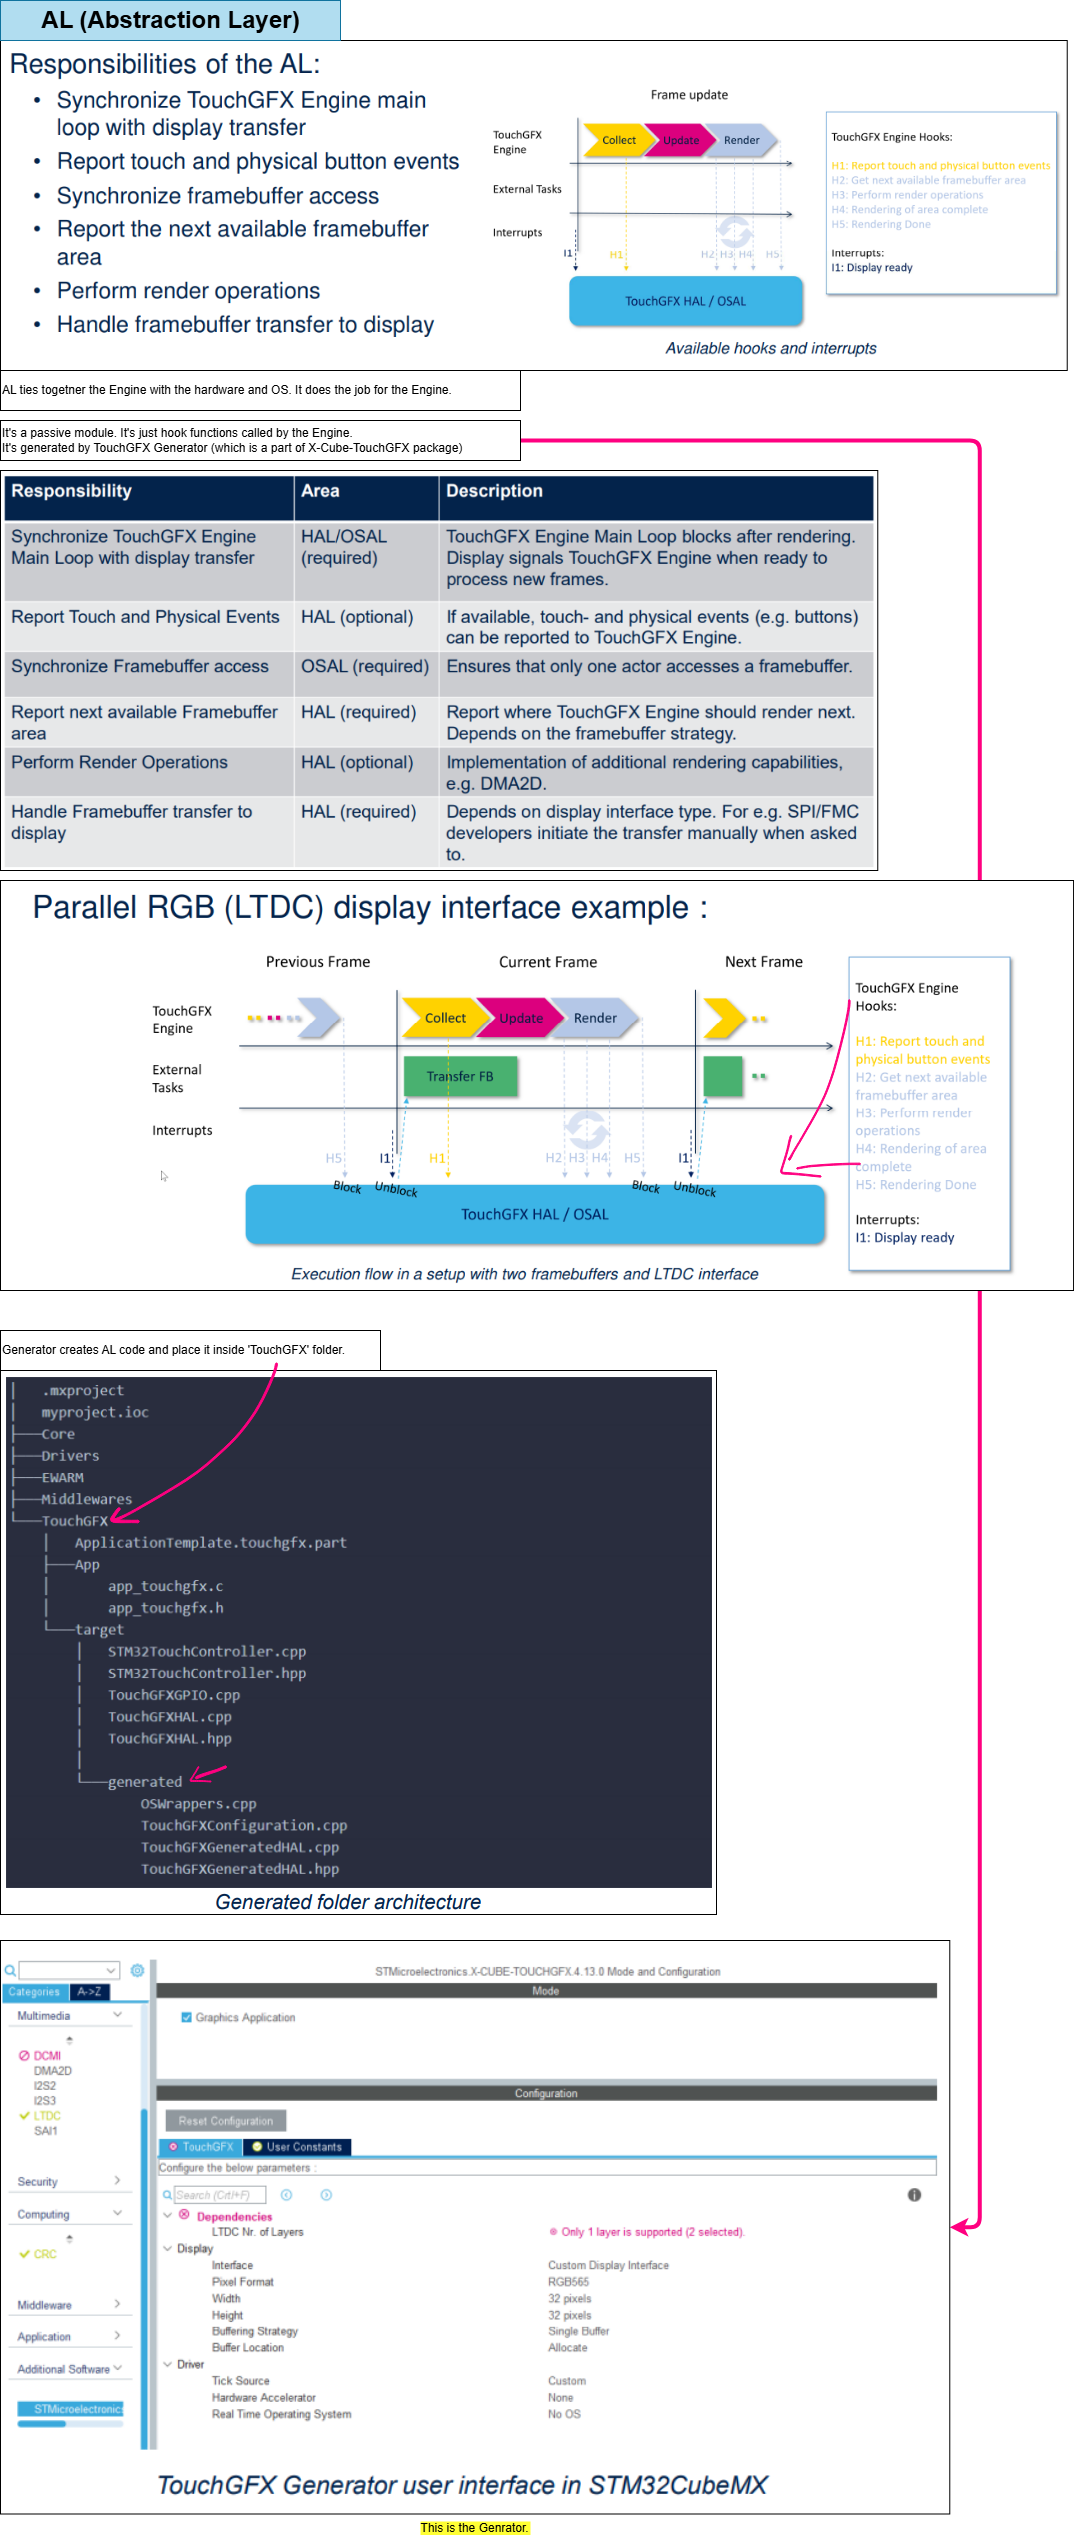 AL (Abstraction Layer)
Responsibilities of the AL:
• Synchronize TouchGFX Engine main
loop with display transfer
• Report touch and physical button events
• Synchronize framebuffer access
• Report the next available framebuffer
area
• Perform render operations
• Handle framebuffer transfer to display
Frame update
TouchGFX
Engine
Collect
Update
Render
External Tasks
Interrupts
I1
H1
H2
H3
H4
H5
TouchGFX HAL / OSAL
TouchGFX Engine Hooks:
H1: Report touch and physical button events
H2: Get next available framebuffer area
H3: Perform render operations
H4: Rendering of area complete
H5: Rendering Done
Interrupts:
I1: Display ready
Available hooks and interrupts
AL ties togetner the Engine with the hardware and OS. It does the job for the Engine.
It's a passive module. It's just hook functions called by the Engine.
It's generated by TouchGFX Generator (which is a part of X-Cube-TouchGFX package)
Responsibility Area Description
Synchronize TouchGFX Engine HAL/OSAL TouchGFX Engine Main Loop blocks after rendering.
Main Loop with display transfer (required) Display signals TouchGFX Engine when ready to
process new frames.
Report Touch and Physical Events HAL (optional) If available, touch- and physical events (e.g. buttons)
can be reported to TouchGFX Engine.
Synchronize Framebuffer access OSAL (required) Ensures that only one actor accesses a framebuffer.
Report next available Framebuffer HAL (required) Report where TouchGFX Engine should render next.
area Depends on the framebuffer strategy.
Perform Render Operations HAL (optional) Implementation of additional rendering capabilities,
e.g. DMA2D.
Handle Framebuffer transfer to HAL (required) Depends on display interface type. For e.g. SPI/FMC
display developers initiate the transfer manually when asked
to.
Parallel RGB (LTDC) display interface example :
Previous Frame Current Frame Next Frame
TouchGFX
Engine
Collect
Update
Render
External
Tasks
Transfer FB
Interrupts
H5 I1 H1 H2 H3 H4 H5 I1
Block Unblock Block Unblock
TouchGFX HAL / OSAL
TouchGFX Engine
Hooks:
H1: Report touch and
physical button events
H2: Get next available
framebuffer area
H3: Perform render
operations
H4: Rendering of area
complete
H5: Rendering Done
Interrupts:
I1: Display ready
Execution flow in a setup with two framebuffers and LTDC interface
Generator creates AL code and place it inside 'TouchGFX' folder.
.mxproject
myproject.ioc
Core
Drivers
EWARM
Middlewares
TouchGFX
ApplicationTemplate.touchgfx.part
App
app_touchgfx.c
app_touchgfx.h
target
STM32TouchController.cpp
STM32TouchController.hpp
TouchGFXGPIO.cpp
TouchGFXHAL.cpp
TouchGFXHAL.hpp
generated
OSWrappers.cpp
TouchGFXConfiguration.cpp
TouchGFXGeneratedHAL.cpp
TouchGFXGeneratedHAL.hpp
Generated folder architecture
Categories A->Z
Multimedia
DCMI
DMA2D
I2S2
I2S3
LTDC
SAI1
Security
Computing
CRC
Middleware
Application
Additional Software
STMicroelectronics
STMicroelectronics.X-CUBE-TOUCHGFX.4.13.0 Mode and Configuration
Mode
Graphics Application
Configuration
Reset Configuration
TouchGFX User Constants
Configure the below parameters :
Search (Crtl+F)
Dependencies
LTDC Nr. of Layers Only 1 layer is supported (2 selected).
Display
Interface Custom Display Interface
Pixel Format RGB565
Width 32 pixels
Height 32 pixels
Buffering Strategy Single Buffer
Buffer Location Allocate
Driver
Tick Source Custom
Hardware Accelerator None
Real Time Operating System No OS
TouchGFX Generator user interface in STM32CubeMX
This is the Genrator.